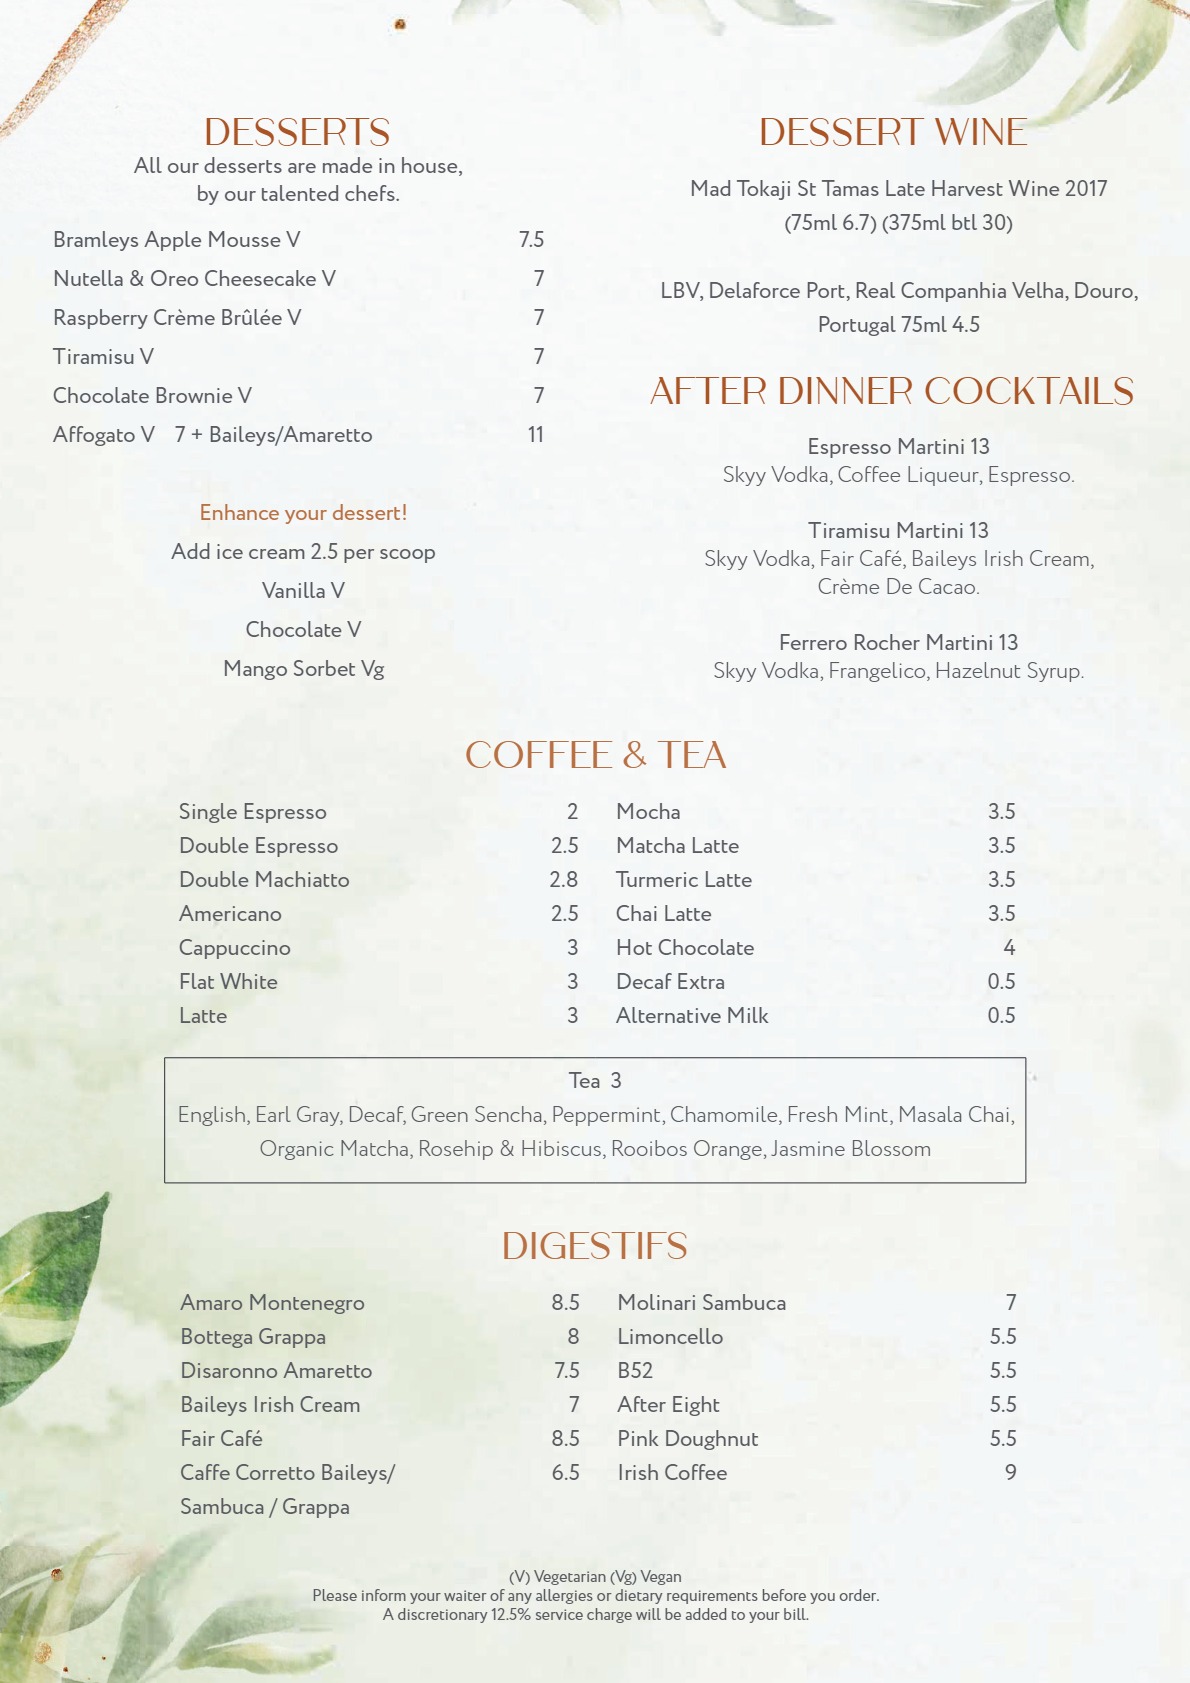 DESSERTS
All our desserts are made in house,
by our talented chefs.
Bramleys Apple Mousse V 7.5
Nutella & Oreo Cheesecake V 7
Raspberry Crème Brûlée V 7
Tiramisu V 7
Chocolate Brownie V 7
Affogato V 7 + Baileys/Amaretto 11
Enhance your dessert!
Add ice cream 2.5 per scoop
Vanilla V
Chocolate V
Mango Sorbet Vg
DESSERT WINE
Mad Tokaji St Tamas Late Harvest Wine 2017
(75ml 6.7) (375ml btl 30)
LBV, Delaforce Port, Real Companhia Velha, Douro,
Portugal 75ml 4.5
AFTER DINNER COCKTAILS
Espresso Martini 13
Skyy Vodka, Coffee Liqueur, Espresso.
Tiramisu Martini 13
Skyy Vodka, Fair Café, Baileys Irish Cream,
Crème De Cacao.
Ferrero Rocher Martini 13
Skyy Vodka, Frangelico, Hazelnut Syrup.
COFFEE & TEA
Single Espresso 2
Double Espresso 2.5
Double Machiatto 2.8
Americano 2.5
Cappuccino 3
Flat White 3
Latte 3
Mocha 3.5
Matcha Latte 3.5
Turmeric Latte 3.5
Chai Latte 3.5
Hot Chocolate 4
Decaf Extra 0.5
Alternative Milk 0.5
Tea 3
English, Earl Gray, Decaf, Green Sencha, Peppermint, Chamomile, Fresh Mint, Masala Chai,
Organic Matcha, Rosehip & Hibiscus, Rooibos Orange, Jasmine Blossom
DIGESTIFS
Amaro Montenegro 8.5
Bottega Grappa 8
Disaronno Amaretto 7.5
Baileys Irish Cream 7
Fair Café 8.5
Caffe Corretto Baileys/ 6.5
Sambuca / Grappa
Molinari Sambuca 7
Limoncello 5.5
B52 5.5
After Eight 5.5
Pink Doughnut 5.5
Irish Coffee 9
(V) Vegetarian (Vg) Vegan
Please inform your waiter of any allergies or dietary requirements before you order.
A discretionary 12.5% service charge will be added to your bill.